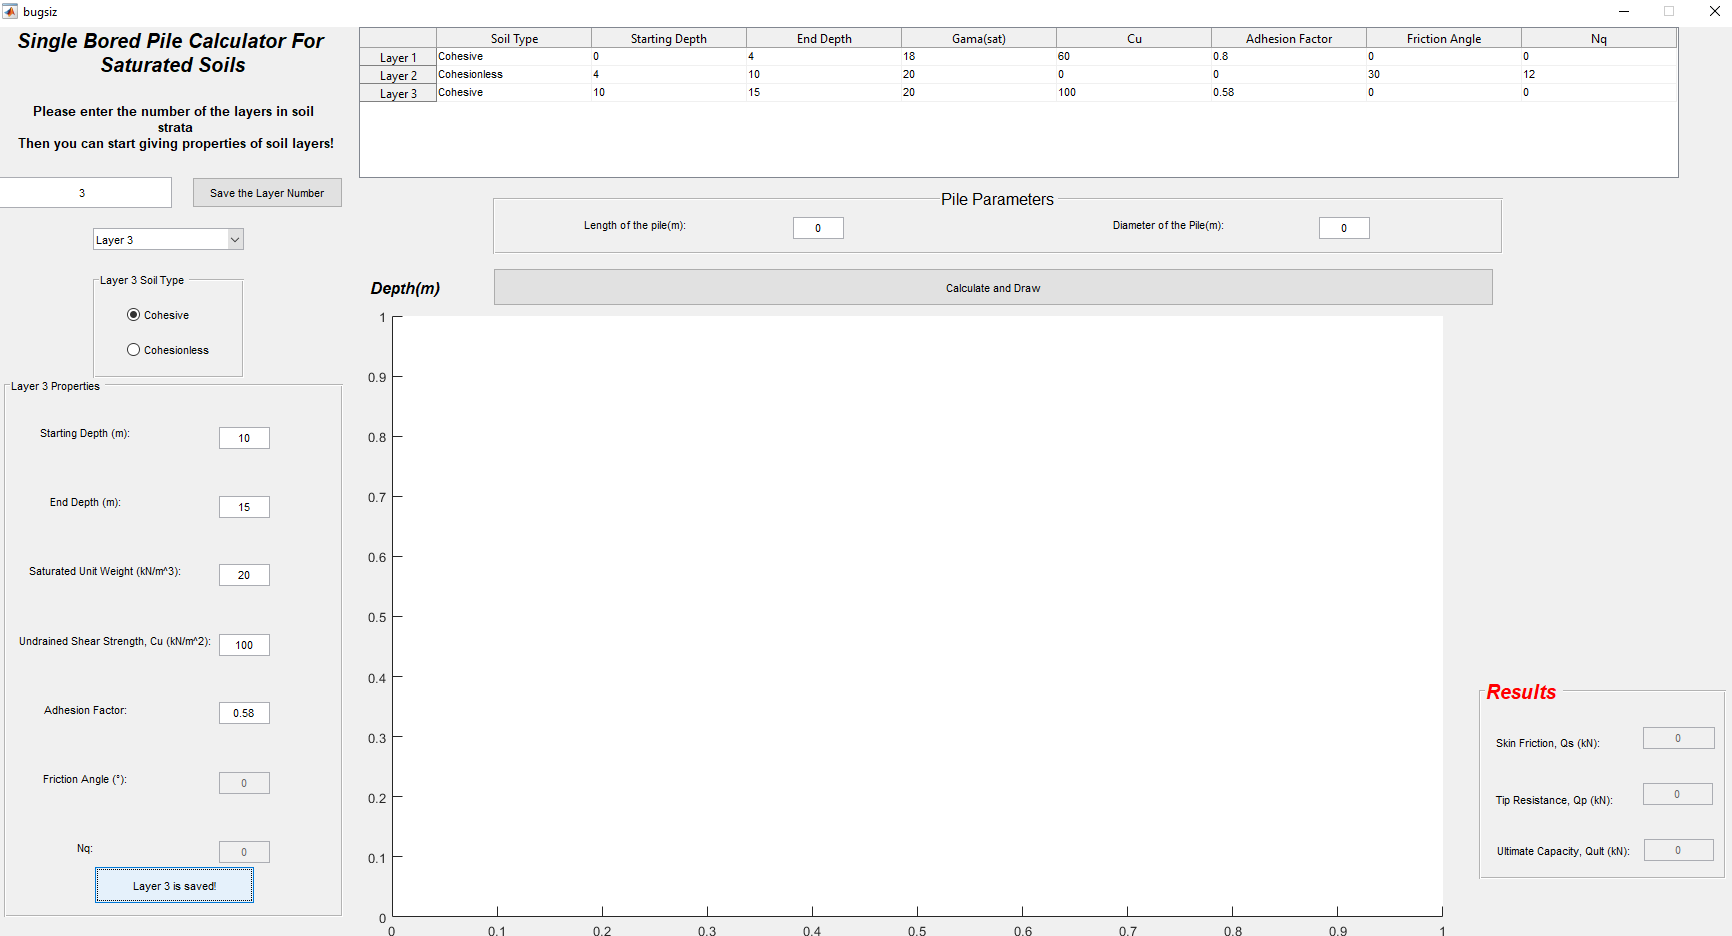 bugsiz
Single Bored Pile Calculator For
Saturated Soils
Please enter the number of the layers in soil
strata
Then you can start giving properties of soil layers!
3
Save the Layer Number
Layer 3
Layer 3 Soil Type
Cohesive
Cohesionless
Layer 3 Properties
Starting Depth (m): 10
End Depth (m): 15
Saturated Unit Weight (kN/m^3): 20
Undrained Shear Strength, Cu (kN/m^2): 100
Adhesion Factor: 0.58
Friction Angle (°): 0
Nq: 0
Layer 3 is saved!
Soil Type Starting Depth End Depth Gama(sat) Cu Adhesion Factor Friction Angle Nq
Layer 1 Cohesive 0 4 18 60 0.8 0 0
Layer 2 Cohesionless 4 10 20 0 0 30 12
Layer 3 Cohesive 10 15 20 100 0.58 0 0
Pile Parameters
Length of the pile(m): 0 Diameter of the Pile(m): 0
Calculate and Draw
Depth(m)
1
0.9
0.8
0.7
0.6
0.5
0.4
0.3
0.2
0.1
0
0 0.1 0.2 0.3 0.4 0.5 0.6 0.7 0.8 0.9 1
Results
Skin Friction, Qs (kN): 0
Tip Resistance, Qp (kN): 0
Ultimate Capacity, Qult (kN): 0